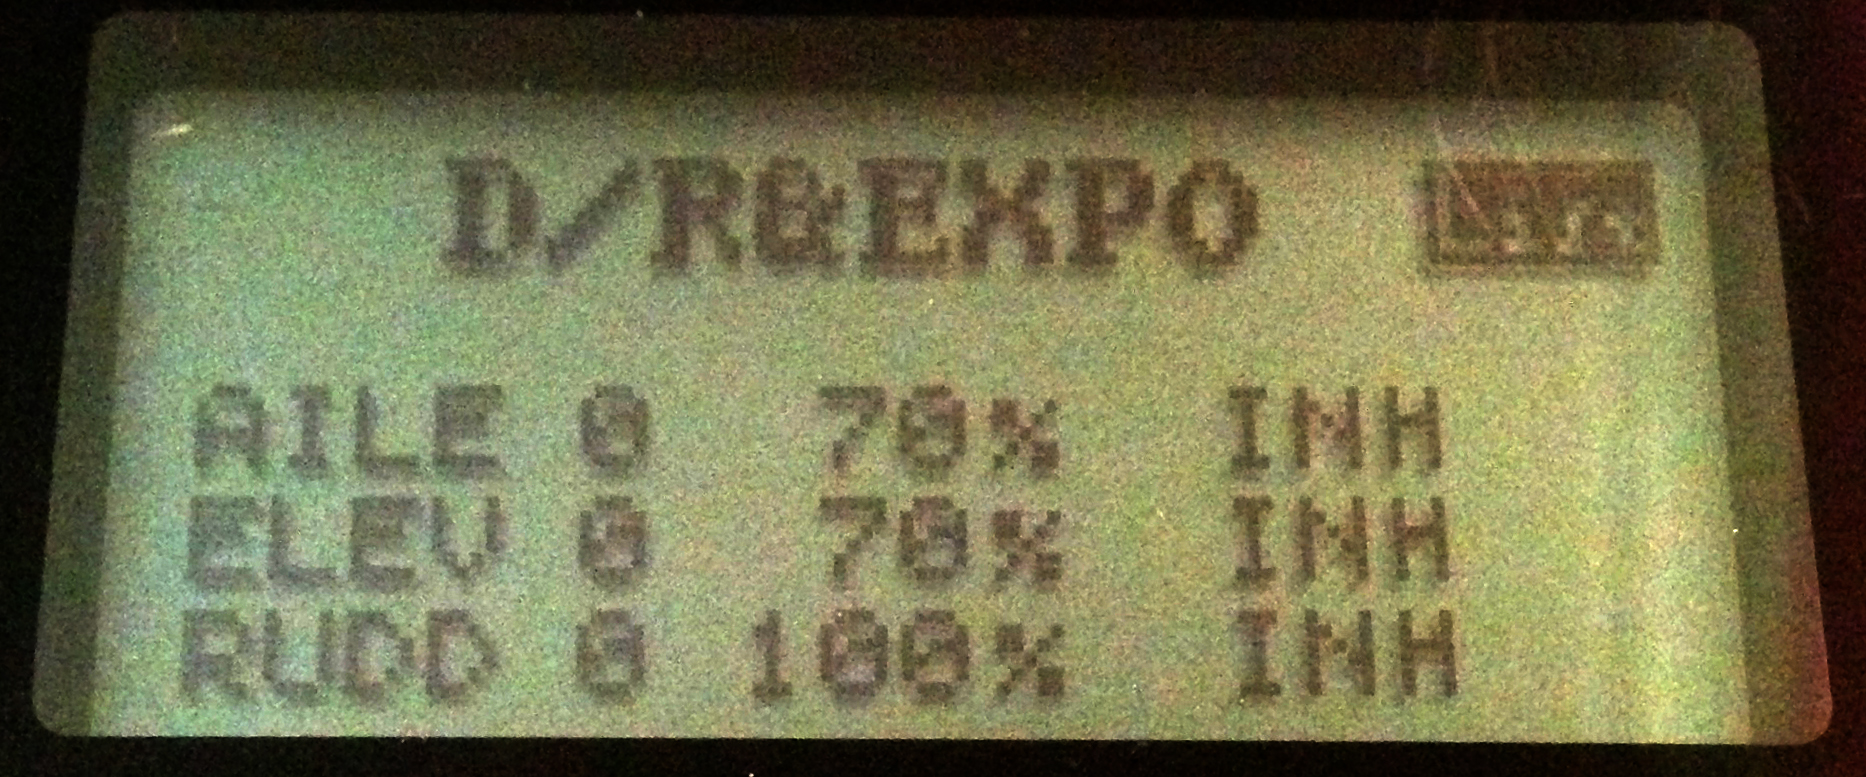 D/R&EXPO
AILE 0 70% INH
ELEV 0 70% INH
RUDD 0 100% INH